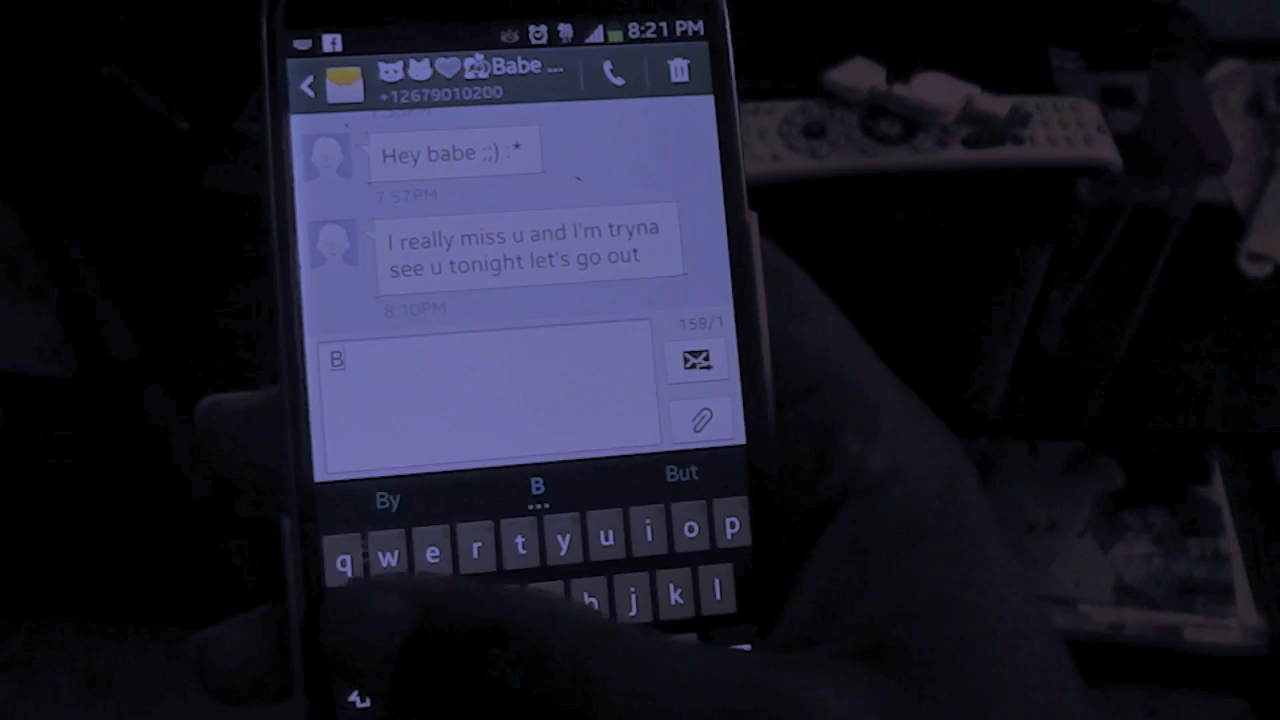 8:21 PM
Babe ...
+12679010200
Hey babe ;;) :*
7:57PM
I really miss u and I'm tryna
see u tonight let's go out
8:10PM
159/1
B
By B But
q w e r t y u i o p
h j k l